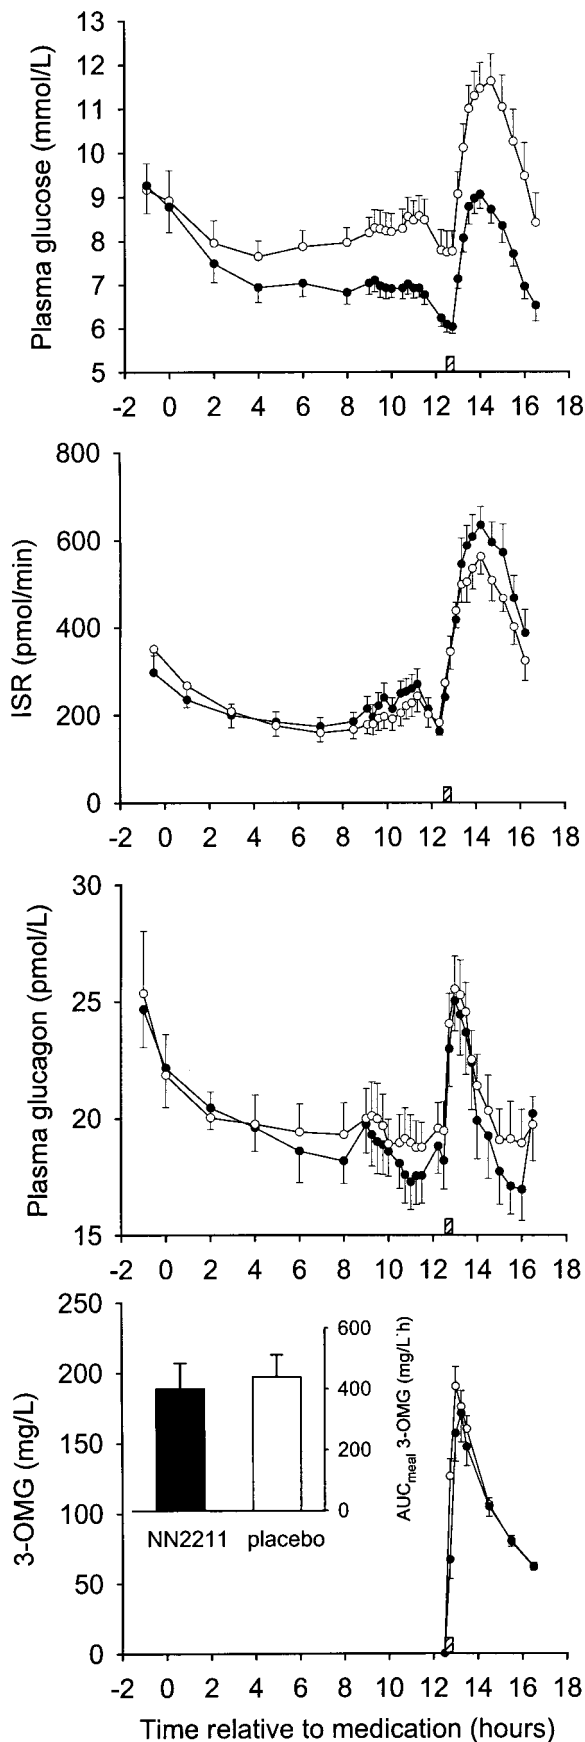 13
12
11
10
9
8
7
6
5
Plasma glucose (mmol/L)
-2 0 2 4 6 8 10 12 14 16 18
800
600
400
200
0
ISR (pmol/min)
-2 0 2 4 6 8 10 12 14 16 18
30
25
20
15
Plasma glucagon (pmol/L)
-2 0 2 4 6 8 10 12 14 16 18
250
200
150
100
50
0
3-OMG (mg/L)
600
400
200
0
AUCmeal 3-OMG (mg/L·h)
NN2211 placebo
-2 0 2 4 6 8 10 12 14 16 18
Time relative to medication (hours)